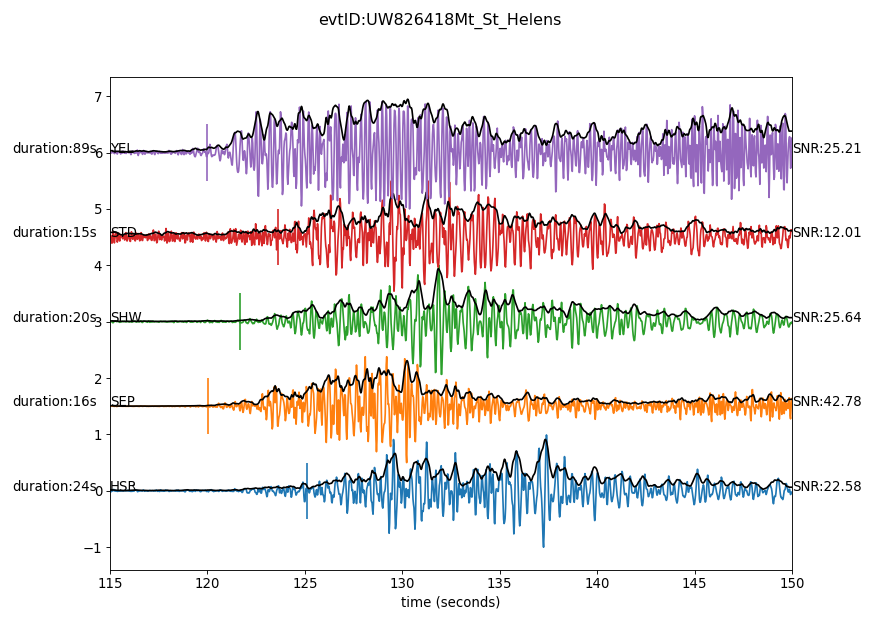 evtID:UW826418Mt_St_Helens
7
duration:89s
6
YEL
SNR:25.21
5
duration:15s
STD
SNR:12.01
4
duration:20s
3
SHW
SNR:25.64
2
duration:16s
SEP
SNR:42.78
1
duration:24s
0
HSR
SNR:22.58
−1
115 120 125 130 135 140 145 150
time (seconds)